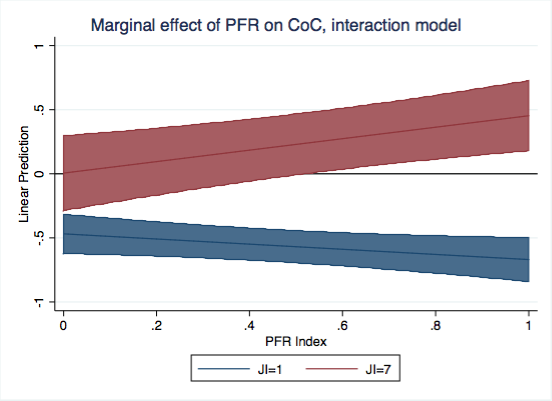 Marginal effect of PFR on CoC, interaction model
1
.5
0
-.5
-1
Linear Prediction
0 .2 .4 .6 .8 1
PFR Index
JI=1 JI=7